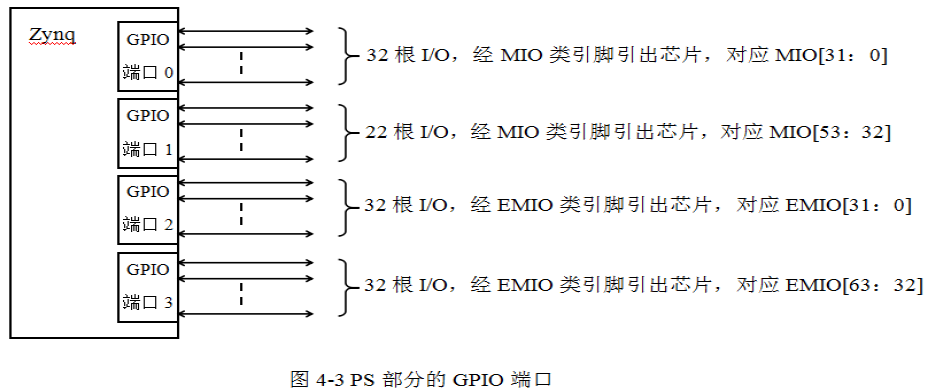 Zynq
GPIO
端口 0
32 根 I/O，经 MIO 类引脚引出芯片，对应 MIO[31：0]
GPIO
端口 1
22 根 I/O，经 MIO 类引脚引出芯片，对应 MIO[53：32]
GPIO
端口 2
32 根 I/O，经 EMIO 类引脚引出芯片，对应 EMIO[31：0]
GPIO
端口 3
32 根 I/O，经 EMIO 类引脚引出芯片，对应 EMIO[63：32]
图 4-3 PS 部分的 GPIO 端口